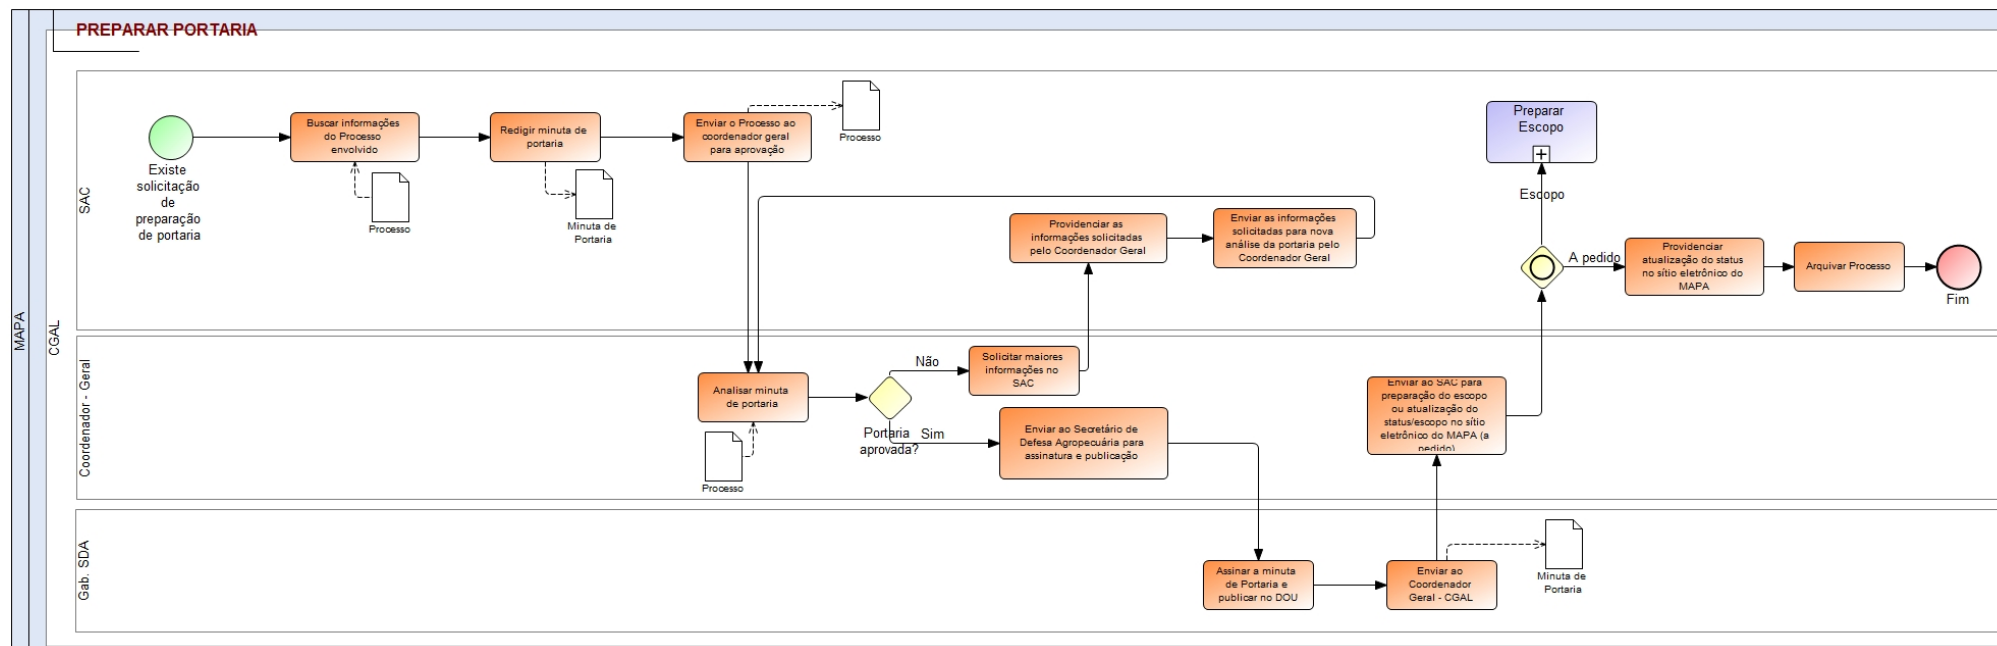 PREPARAR PORTARIA
MAPA
CGAL
SAC
Existe
solicitação
de
preparação
de portaria
Buscar informações
do Processo
envolvido
Processo
Redigir minuta de
portaria
Minuta de
Portaria
Enviar o Processo ao
coordenador geral
para aprovação
Processo
Providenciar as
informações solicitadas
pelo Coordenador Geral
Enviar as informações
solicitadas para nova
análise da portaria pelo
Coordenador Geral
Preparar
Escopo
Escopo
A pedido
Providenciar
atualização do status
no sítio eletrônico do
MAPA
Arquivar Processo
Fim
Coordenador - Geral
Analisar minuta
de portaria
Processo
Portaria
aprovada?
Não
Solicitar maiores
informações no
SAC
Sim
Enviar ao Secretário de
Defesa Agropecuária para
assinatura e publicação
Enviar ao SAC para
preparação do escopo
ou atualização do
status/escopo no sítio
eletrônico do MAPA (a
pedido)
Gab. SDA
Assinar a minuta
de Portaria e
publicar no DOU
Enviar ao
Coordenador
Geral - CGAL
Minuta de
Portaria